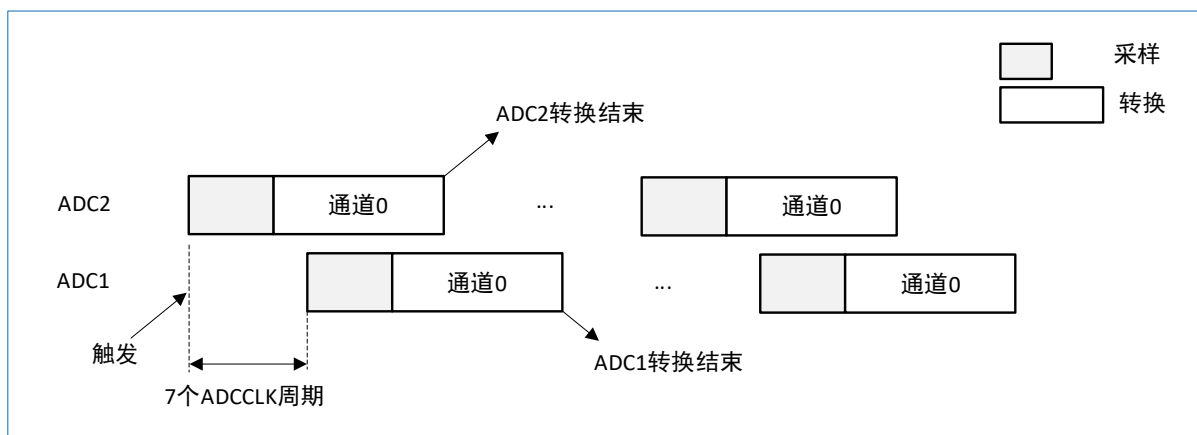 采样
转换
ADC2转换结束
ADC2
通道0
...
通道0
ADC1
通道0
...
通道0
触发
ADC1转换结束
7个ADCCLK周期